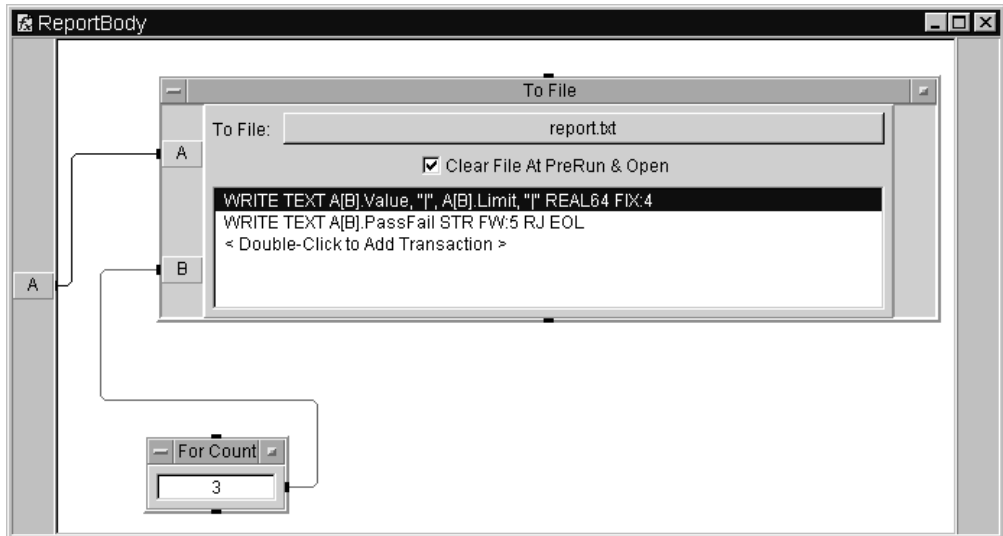 ReportBody
To File
To File: report.txt
A
Clear File At PreRun & Open
WRITE TEXT A[B].Value, "|", A[B].Limit, "|" REAL64 FIX:4
WRITE TEXT A[B].PassFail STR FW:5 RJ EOL
< Double-Click to Add Transaction >
B
A
For Count
3